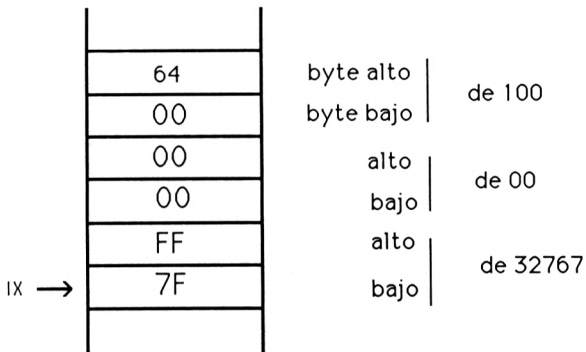 64 byte alto
00 byte bajo
de 100
00 alto
00 bajo
de 00
FF alto
IX → 7F bajo
de 32767